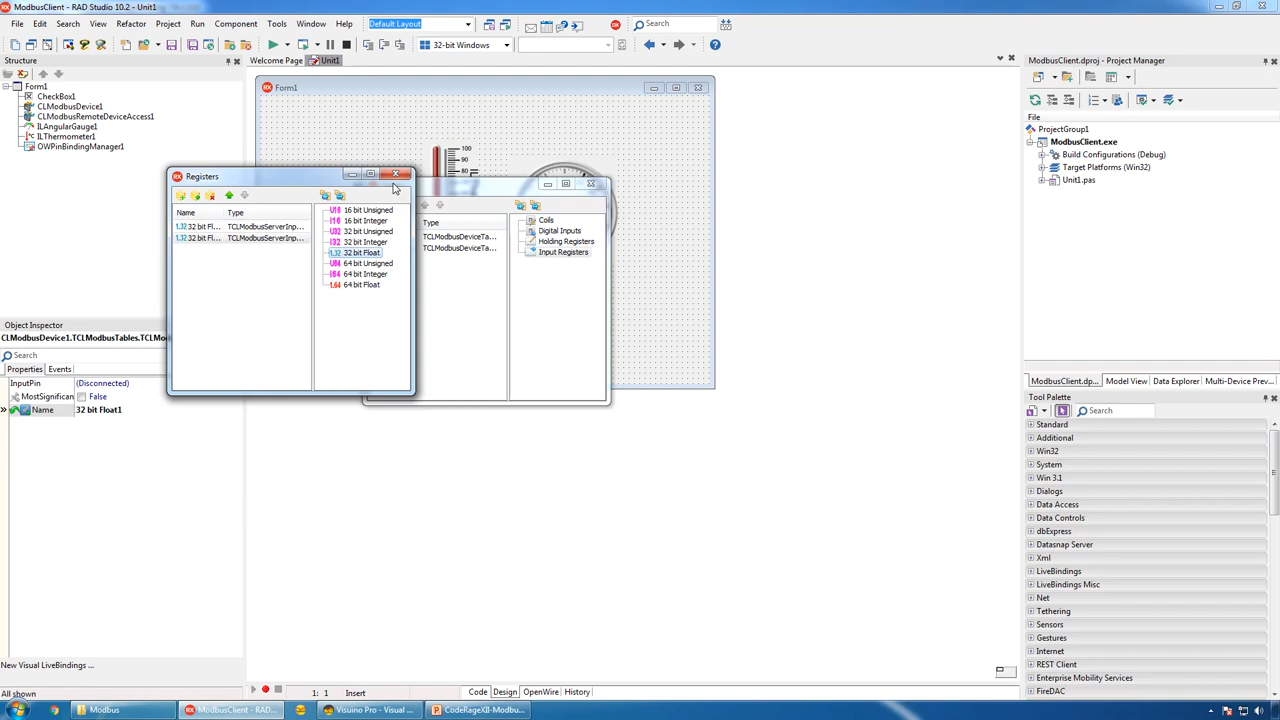 ModbusClient - RAD Studio 10.2 - Unit1
File Edit Search View Refactor Project Run Component Tools Window Help
Default Layout
Search
32-bit Windows
Structure
Form1
CheckBox1
CLModbusDevice1
CLModbusRemoteDeviceAccess1
ILAngularGauge1
ILThermometer1
OWPinBindingManager1
Object Inspector
CLModbusDevice1.TCLModbusTables.TCLMo
Search
Properties Events
InputPin (Disconnected)
MostSignifican False
Name 32 bit Float1
New Visual LiveBindings ...
All shown
Welcome Page Unit1
Form1
100
90
80
Registers
Name Type
32 bit Fl... TCLModbusServerInp...
32 bit Fl... TCLModbusServerInp...
16 bit Unsigned
16 bit Integer
32 bit Unsigned
32 bit Integer
32 bit Float
64 bit Unsigned
64 bit Integer
64 bit Float
Type
TCLModbusDeviceTa...
TCLModbusDeviceTa...
Coils
Digital Inputs
Holding Registers
Input Registers
1: 1 Insert
Code Design OpenWire History
ModbusClient.dproj - Project Manager
File
ProjectGroup1
ModbusClient.exe
Build Configurations (Debug)
Target Platforms (Win32)
Unit1.pas
ModbusClient.dp... Model View Data Explorer Multi-Device Prev...
Tool Palette
Search
Standard
Additional
Win32
System
Win 3.1
Dialogs
Data Access
Data Controls
dbExpress
Datasnap Server
Xml
LiveBindings
LiveBindings Misc
Net
Tethering
Sensors
Gestures
Internet
REST Client
Enterprise Mobility Services
FireDAC
Modbus
ModbusClient - RAD...
Visuino Pro - Visual ...
CodeRageXII-Modbu...